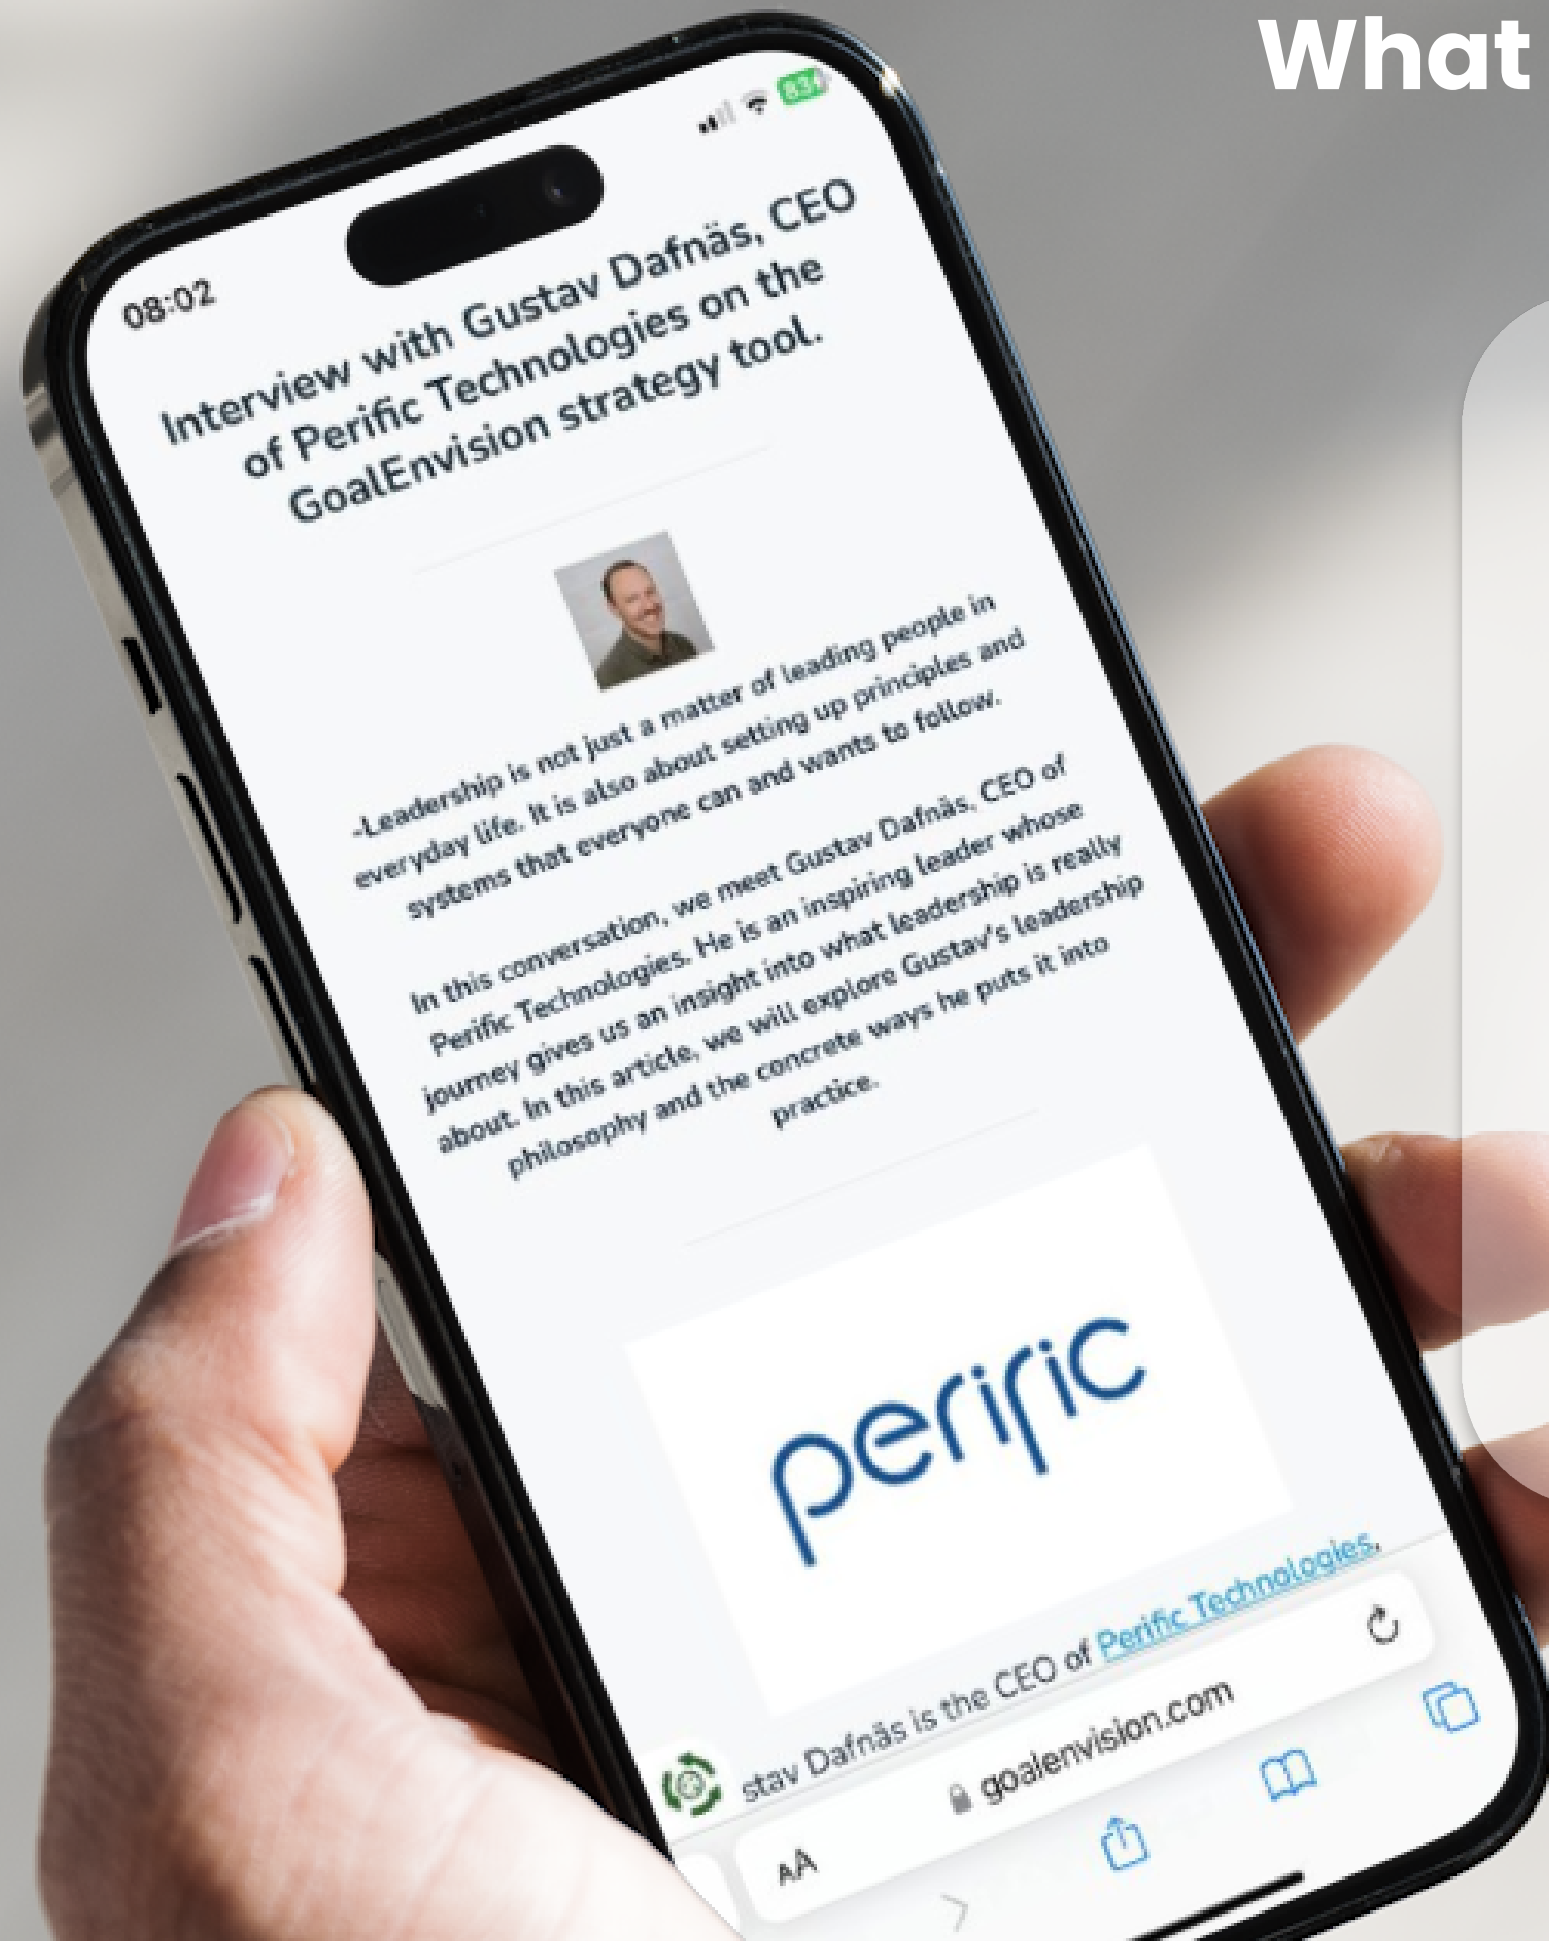 What
08:02
83
Interview with Gustav Dafnäs, CEO
of Perific Technologies on the
GoalEnvision strategy tool.
-Leadership is not just a matter of leading people in
everyday life. It is also about setting up principles and
systems that everyone can and wants to follow.
In this conversation, we meet Gustav Dafnäs, CEO of
Perific Technologies. He is an inspiring leader whose
journey gives us an insight into what leadership is really
about. In this article, we will explore Gustav's leadership
philosophy and the concrete ways he puts it into
practice.
perific
stav Dafnäs is the CEO of Perific Technologies.
AA
goalenvision.com